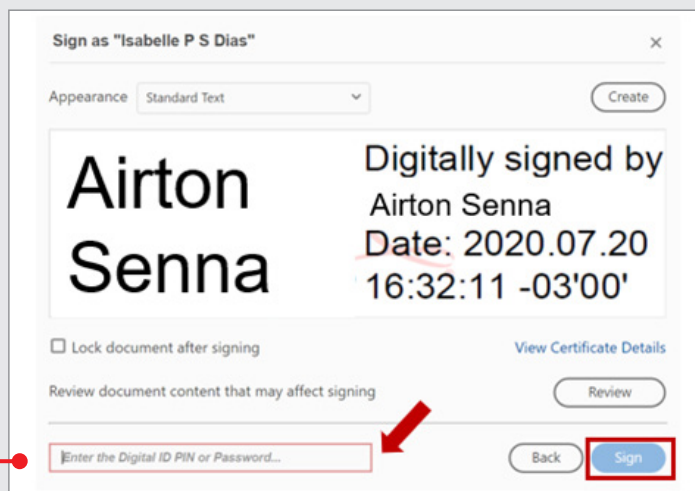 Sign as "Isabelle P S Dias"
Appearance Standard Text Create
Airton
Senna
Digitally signed by
Airton Senna
Date: 2020.07.20
16:32:11 -03'00'
Lock document after signing View Certificate Details
Review document content that may affect signing Review
Enter the Digital ID PIN or Password... Back Sign